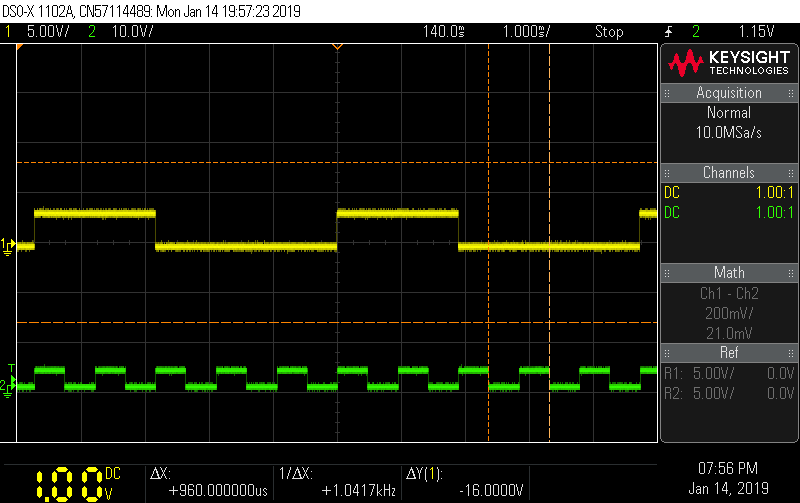 DSO-X 1102A, CN57114489: Mon Jan 14 19:57:23 2019
1 5.00V/ 2 10.0V/ 140.0s 1.000s/ Stop 2 1.15V
KEYSIGHT
TECHNOLOGIES
Acquisition
Normal
10.0MSa/s
Channels
DC 1.00:1
DC 1.00:1
Math
Ch1 - Ch2
200mV/
21.0mV
Ref
R1: 5.00V/ 0.0V
R2: 5.00V/ 0.0V
1
T
2
1.00 DC V
ΔX:
+960.000000us
1/ΔX:
+1.0417kHz
ΔY(1):
-16.0000V
07:56 PM
Jan 14, 2019